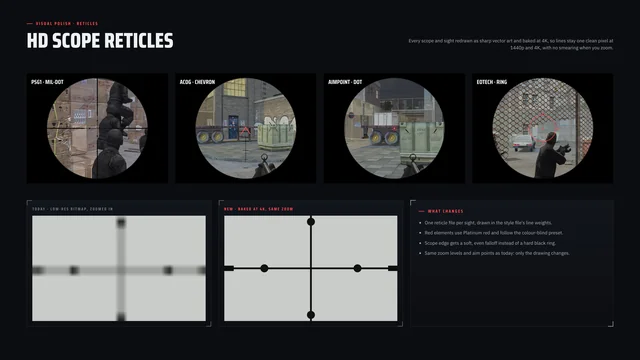 VISUAL POLISH · RETICLES
HD SCOPE RETICLES
Every scope and sight redrawn as sharp vector art and baked at 4K, so lines stay one clean pixel at
1440p and 4K, with no smearing when you zoom.
PSG1 · MIL-DOT
ACOG · CHEVRON
AIMPOINT · DOT
EOTECH · RING
TODAY · LOW-RES BITMAP, ZOOMED IN
NEW · BAKED AT 4K, SAME ZOOM
WHAT CHANGES
One reticle file per sight, drawn in the style file's line weights.
Red elements use Platinum red and follow the colour-blind preset.
Scope edge gets a soft, even falloff instead of a hard black ring.
Same zoom levels and aim points as today: only the drawing changes.